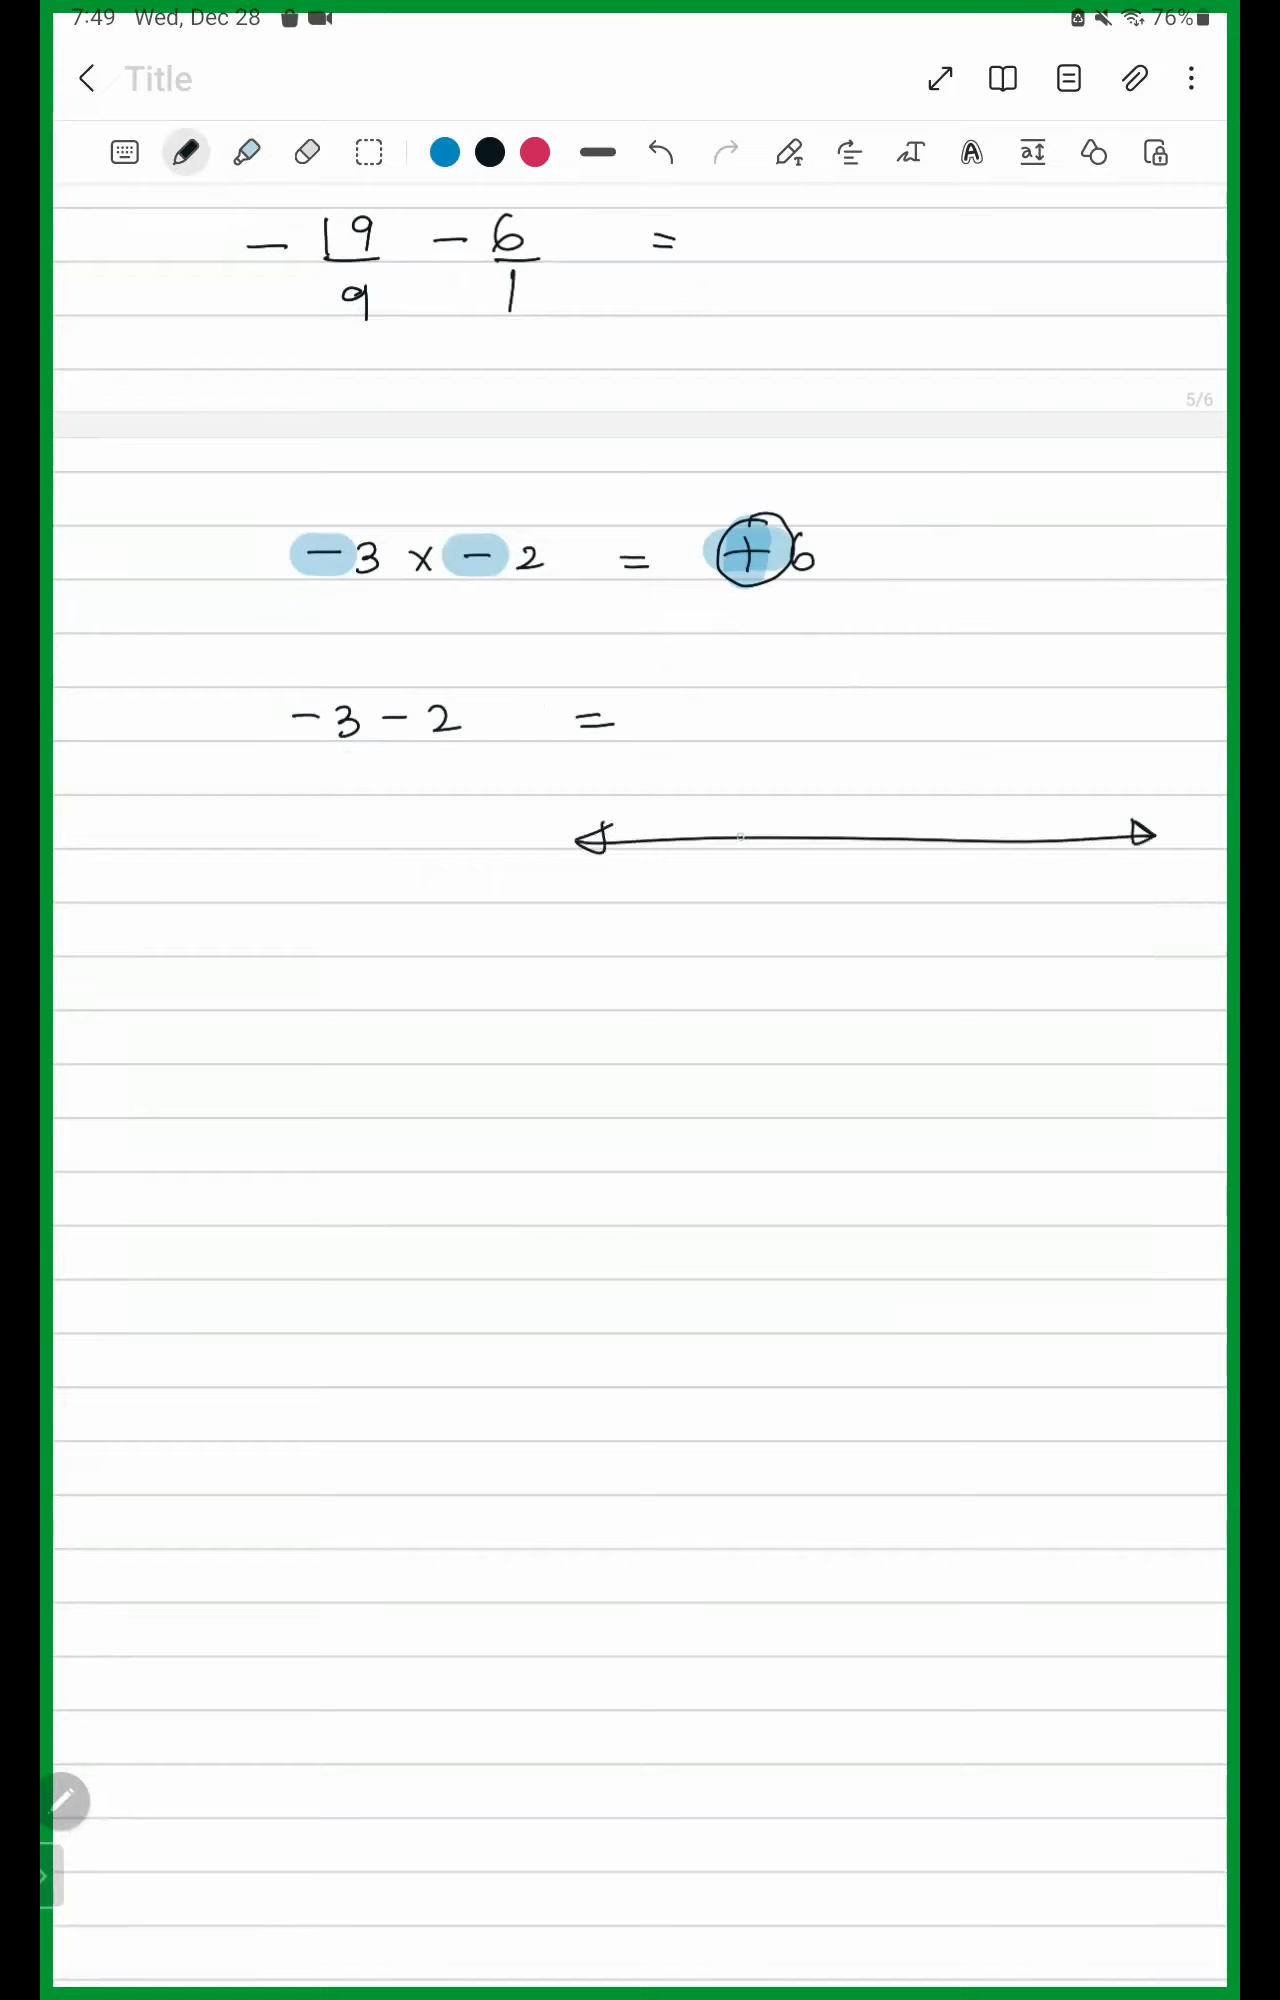 7:49 Wed, Dec 28 76%
Title
- 19 - 6 =
9 1
5/6
-3 x -2 = +6
-3-2 =